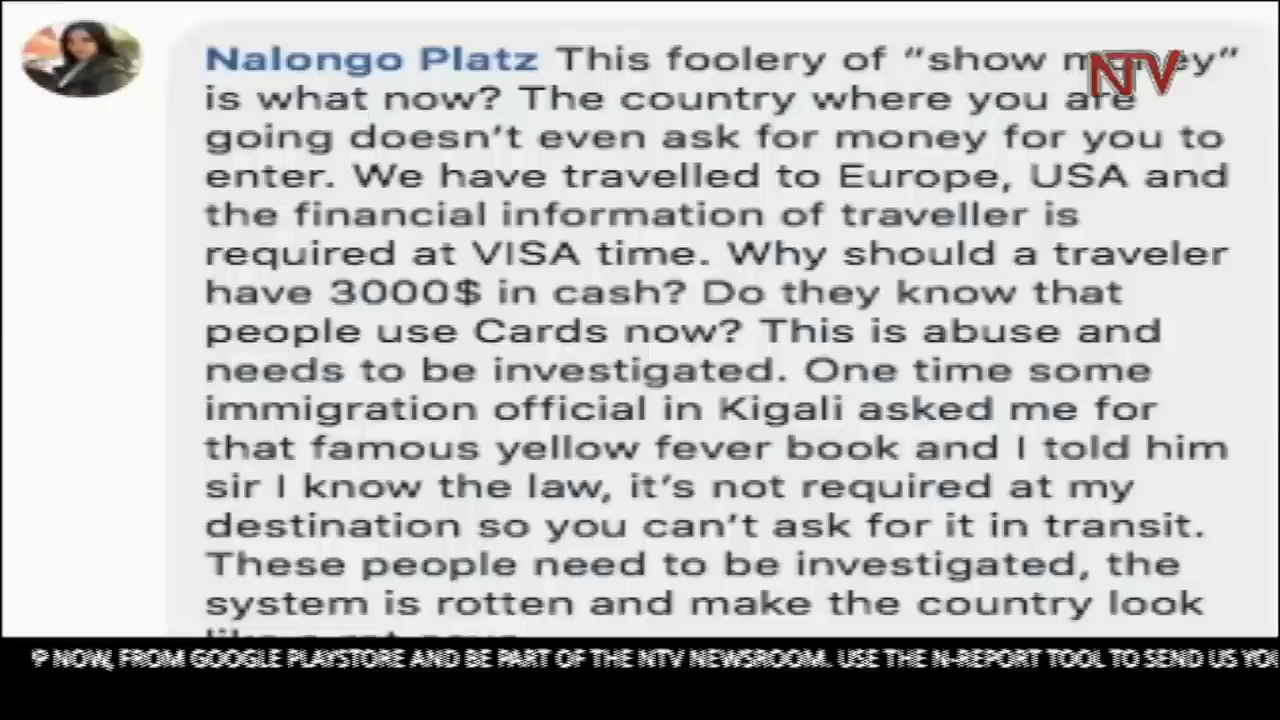 Nalongo Platz This foolery of “show money“
NTV
is what now? The country where you are
going doesn’t even ask for money for you to
enter. We have travelled to Europe, USA and
the financial information of traveller is
required at VISA time. Why should a traveler
have 3000$ in cash? Do they know that
people use Cards now? This is abuse and
needs to be investigated. One time some
immigration official in Kigali asked me for
that famous yellow fever book and I told him
sir I know the law, it’s not required at my
destination so you can’t ask for it in transit.
These people need to be investigated, the
system is rotten and make the country look
NOW, FROM GOOGLE PLAYSTORE AND BE PART OF THE NTV NEWSROOM. USE THE N-REPORT TOOL TO SEND US